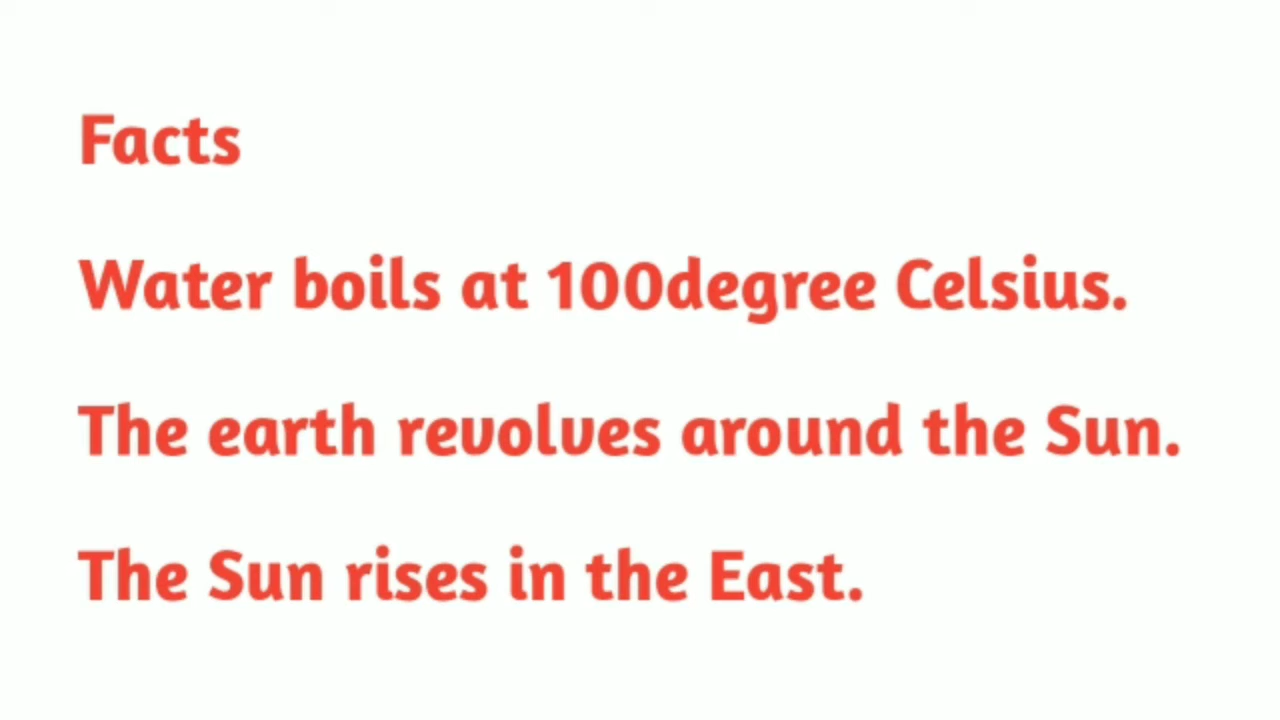 Facts
Water boils at 100degree Celsius.
The earth revolves around the Sun.
The Sun rises in the East.